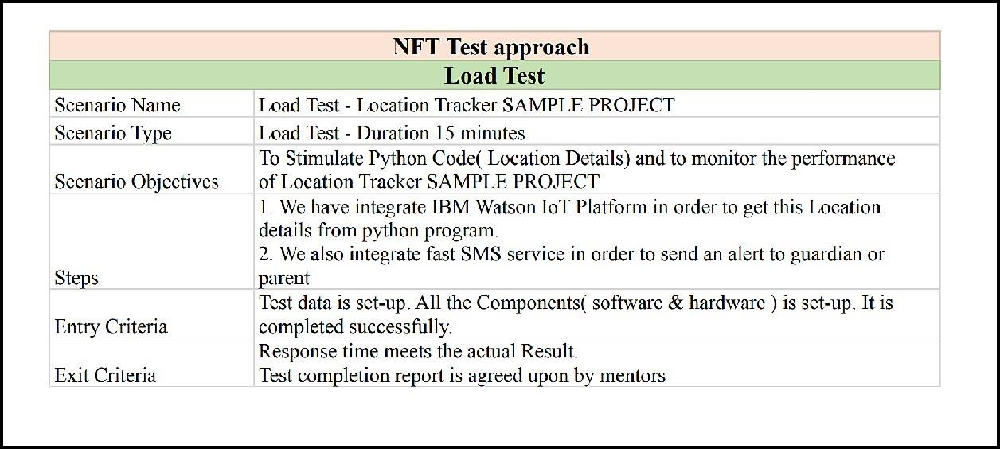 NFT Test approach
Load Test
Scenario Name
Load Test - Location Tracker SAMPLE PROJECT
Scenario Type
Load Test - Duration 15 minutes
Scenario Objectives
To Stimulate Python Code( Location Details) and to monitor the performance
of Location Tracker SAMPLE PROJECT
Steps
1. We have integrate IBM Watson IoT Platform in order to get this Location
details from python program.
2. We also integrate fast SMS service in order to send an alert to guardian or
parent
Entry Criteria
Test data is set-up. All the Components( software & hardware ) is set-up. It is
completed successfully.
Exit Criteria
Response time meets the actual Result.
Test completion report is agreed upon by mentors